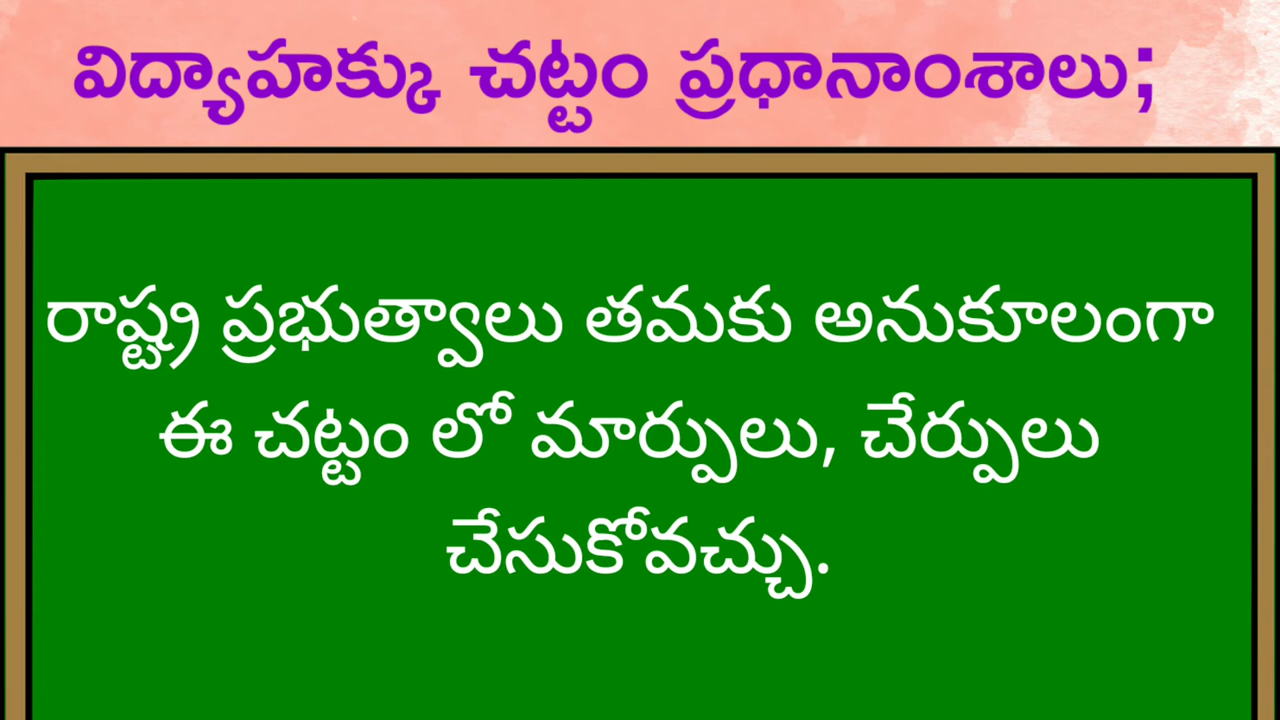 విద్యాహక్కు చట్టం ప్రధానాంశాలు;
రాష్ట్ర ప్రభుత్వాలు తమకు అనుకూలంగా
ఈ చట్టం లో మార్పులు, చేర్పులు
చేసుకోవచ్చు.